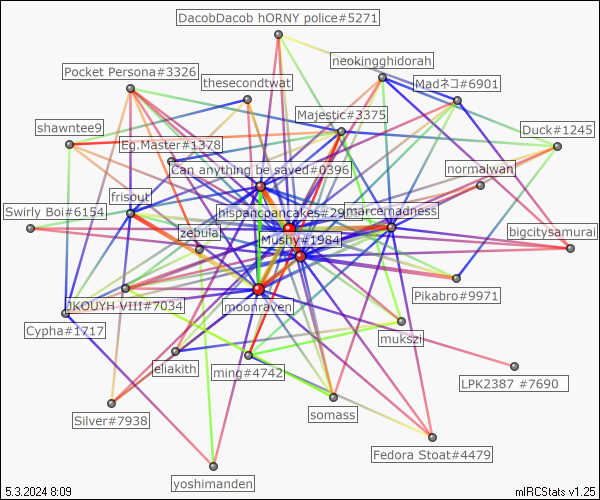 DacobDacob hORNY police#5271
neokingghidorah
Pocket Persona#3326
thesecondtwat
Madネコ#6901
Majestic#3375
shawntee9
Duck#1245
Eg.Master#1378
Can anything be saved#0396
normalwan
frisout
Swirly Boi#6154
hispancpancakes#29
marcemadness
zebulal
Mushy#1984
bigcitysamurai
Pikabro#9971
JKOUYH VIII#7034
moonraven
Cypha#1717
mukszi
eliakith
ming#4742
LPK2387 #7690
Silver#7938
somass
Fedora Stoat#4479
yoshimanden
5.3.2024 8:09
mIRCStats v1.25